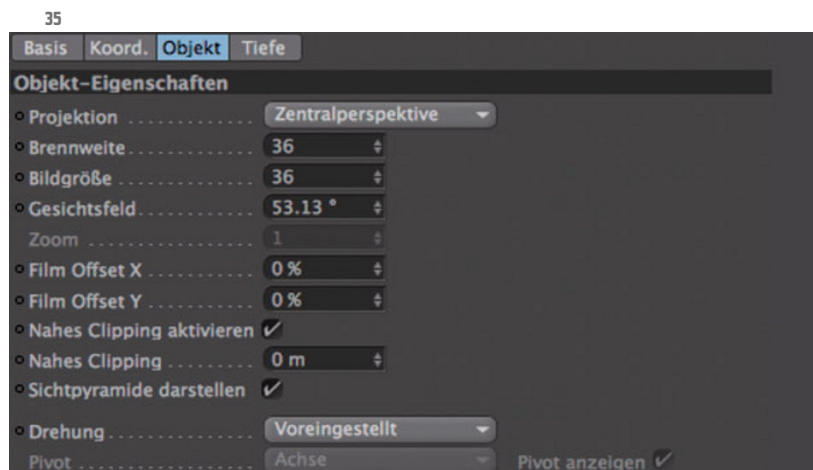 35
Basis Koord. Objekt Tiefe
Objekt-Eigenschaften
Projektion ............. Zentralperspektive
Brennweite ............. 36
Bildgröße ............. 36
Gesichtsfeld ............ 53.13 °
Zoom ................. 1
Film Offset X ........... 0 %
Film Offset Y ........... 0 %
Nahes Clipping aktivieren ✓
Nahes Clipping ......... 0 m
Sichtpyramide darstellen ✓
Drehung ............... Voreingestellt
Pivot ................. Achse Pivot anzeigen ✓